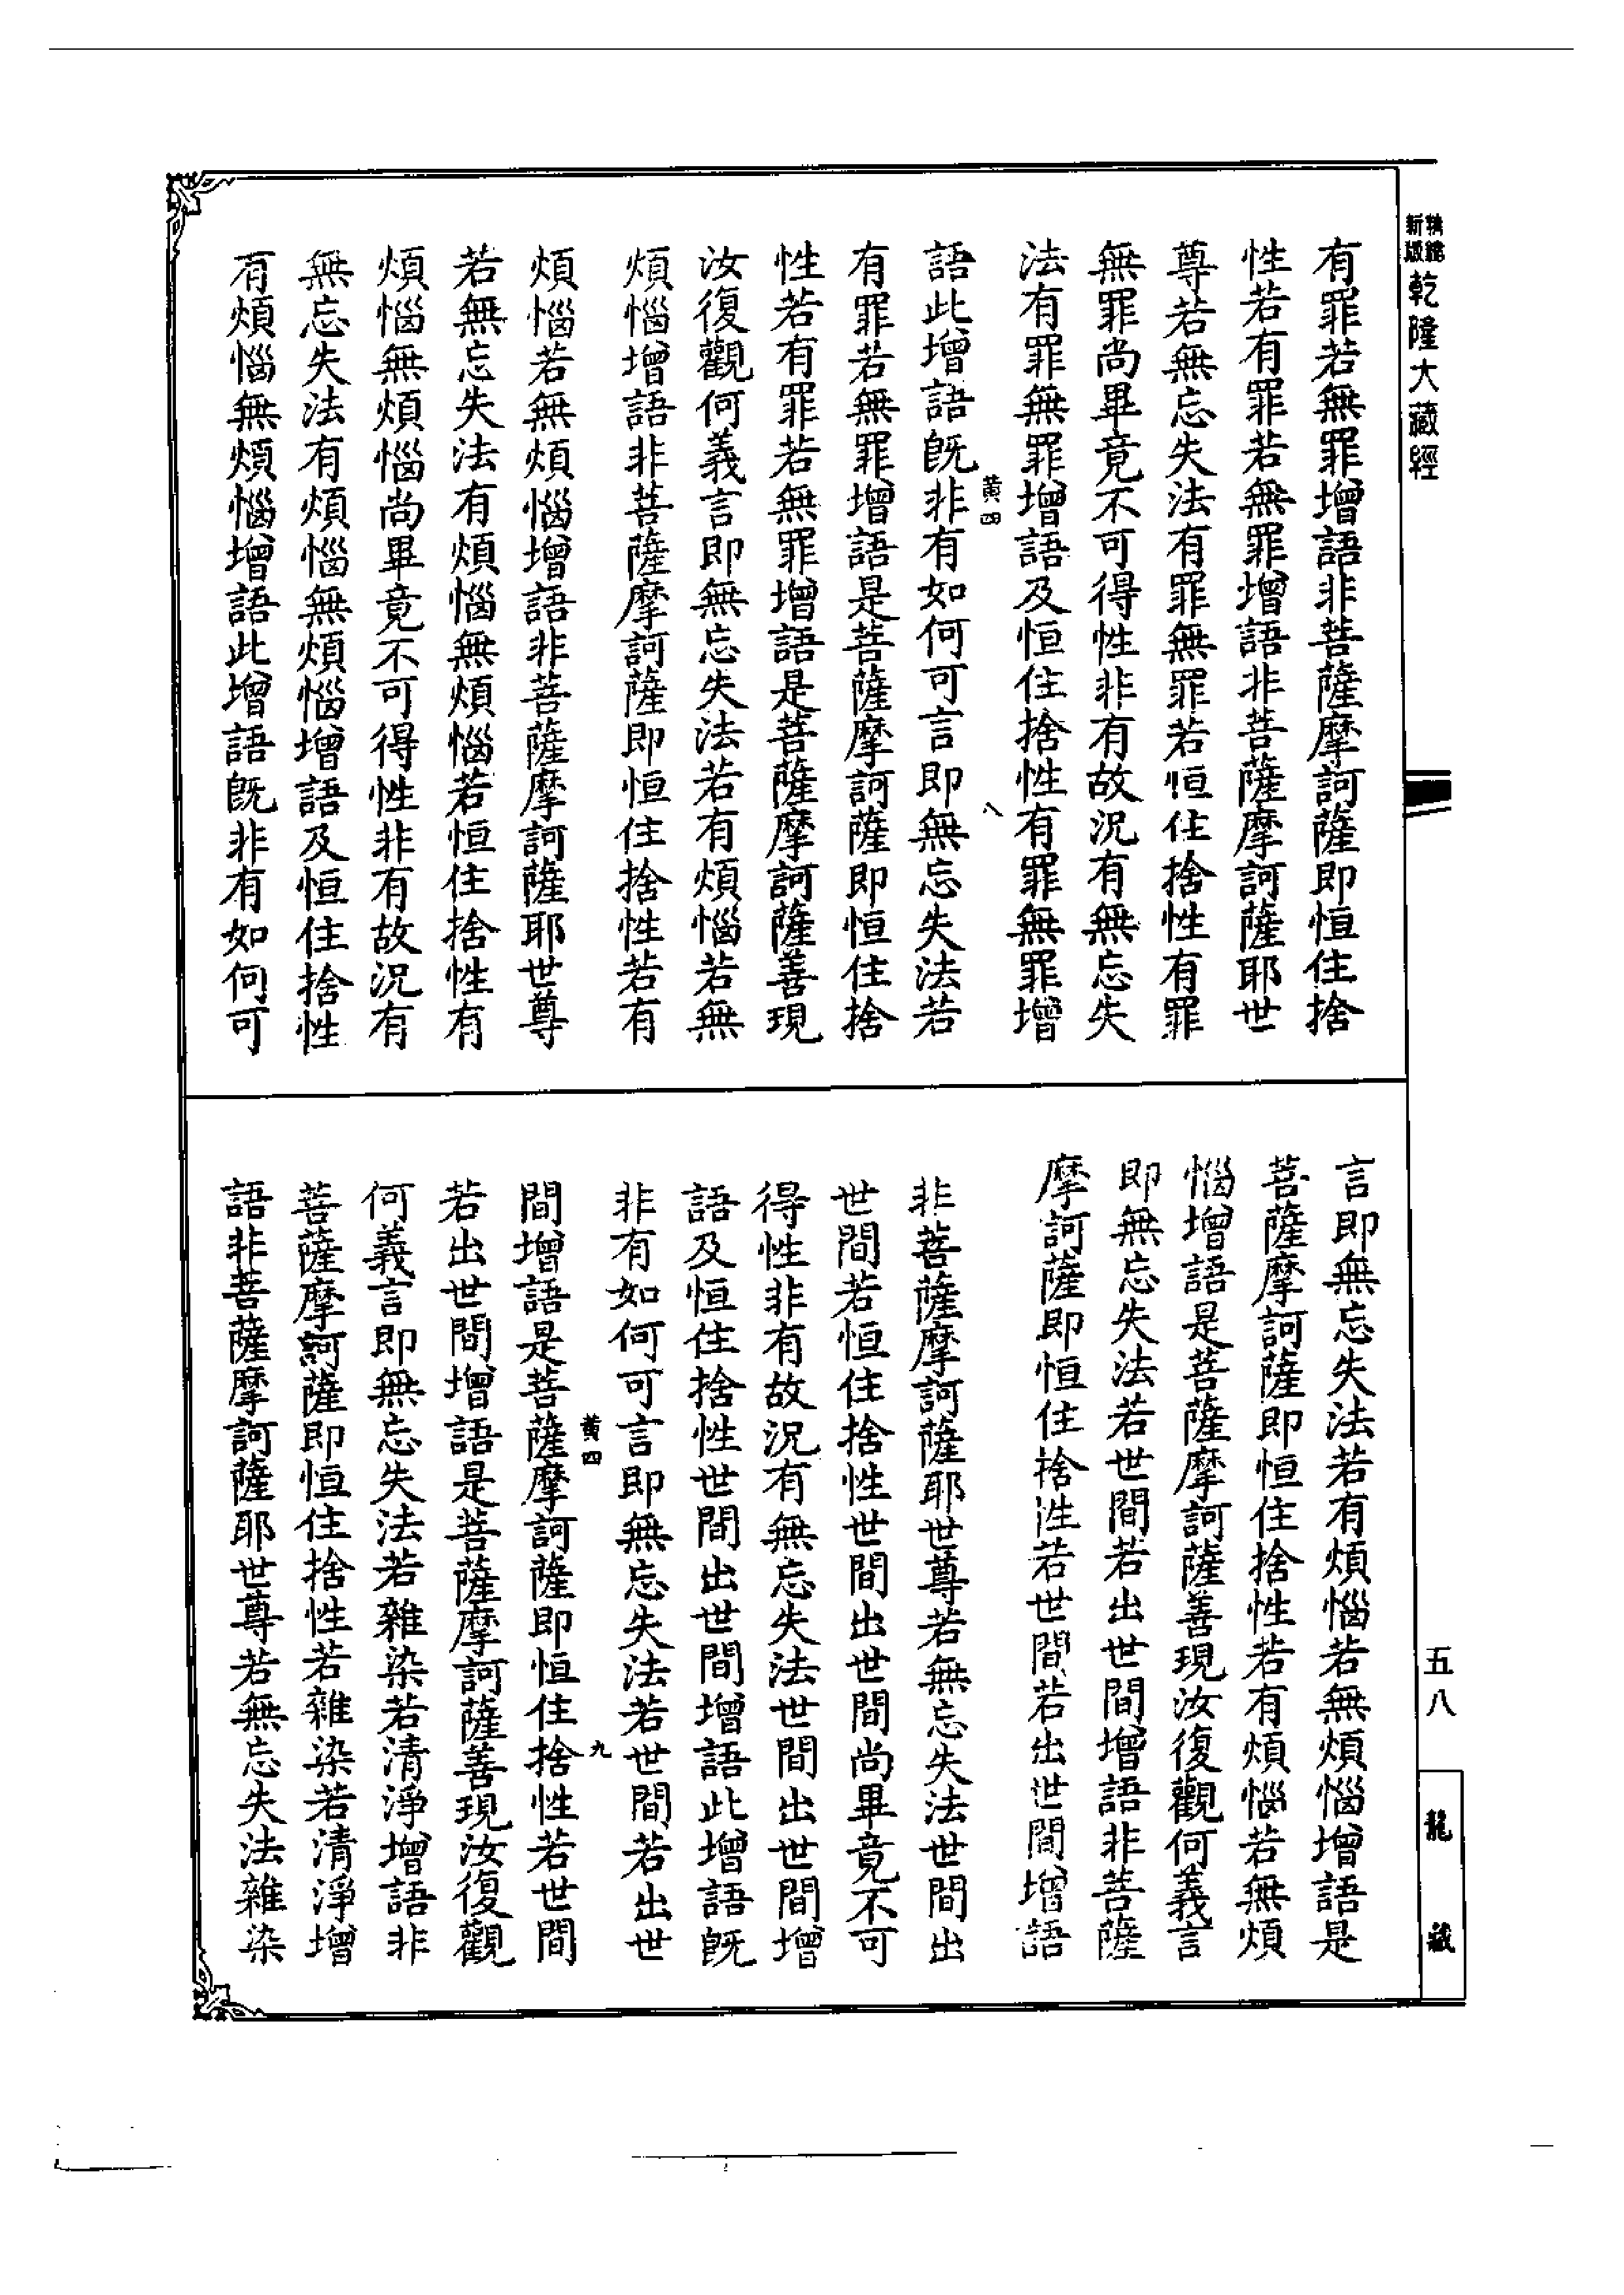 新版
精縮
乾隆大藏經
有罪若無罪增語非菩薩摩訶薩即恒住捨
性若有罪若無罪增語非菩薩摩訶薩耶世
尊若無忘失法有罪無罪若恒住捨性有罪
無罪尚畢竟不可得性非有故況有無忘失
法有罪無罪增語及恒住捨性有罪無罪增
黃四
八
語此增語既非有如何可言即無忘失法若
有罪若無罪增語是菩薩摩訶薩即恒住捨
性若有罪若無罪增語是菩薩摩訶薩善現
汝復觀何義言即無忘失法若有煩惱若無
煩惱增語非菩薩摩訶薩即恒住捨性若有
煩惱若無煩惱增語非菩薩摩訶薩耶世尊
若無忘失法有煩惱無煩惱若恒住捨性有
煩惱無煩惱尚畢竟不可得性非有故況有
無忘失法有煩惱無煩惱增語及恒住捨性
有煩惱無煩惱增語此增語既非有如何可
言即無忘失法若有煩惱若無煩惱增語是
菩薩摩訶薩即恒住捨性若有煩惱若無煩
惱增語是菩薩摩訶薩善現汝復觀何義言
即無忘失法若世間若出世間增語非菩薩
摩訶薩即恒住捨性若世間若出世間增語
非菩薩摩訶薩耶世尊若無忘失法世間出
世間若恒住捨性世間出世間尚畢竟不可
得性非有故況有無忘失法世間出世間增
語及恒住捨性世間出世間增語此增語既
非有如何可言即無忘失法若世間若出世
黃四
九
間增語是菩薩摩訶薩即恒住捨性若世間
若出世間增語是菩薩摩訶薩善現汝復觀
何義言即無忘失法若雜染若清淨增語非
菩薩摩訶薩即恒住捨性若雜染若清淨增
語非菩薩摩訶薩耶世尊若無忘失法雜染
五八
龍藏